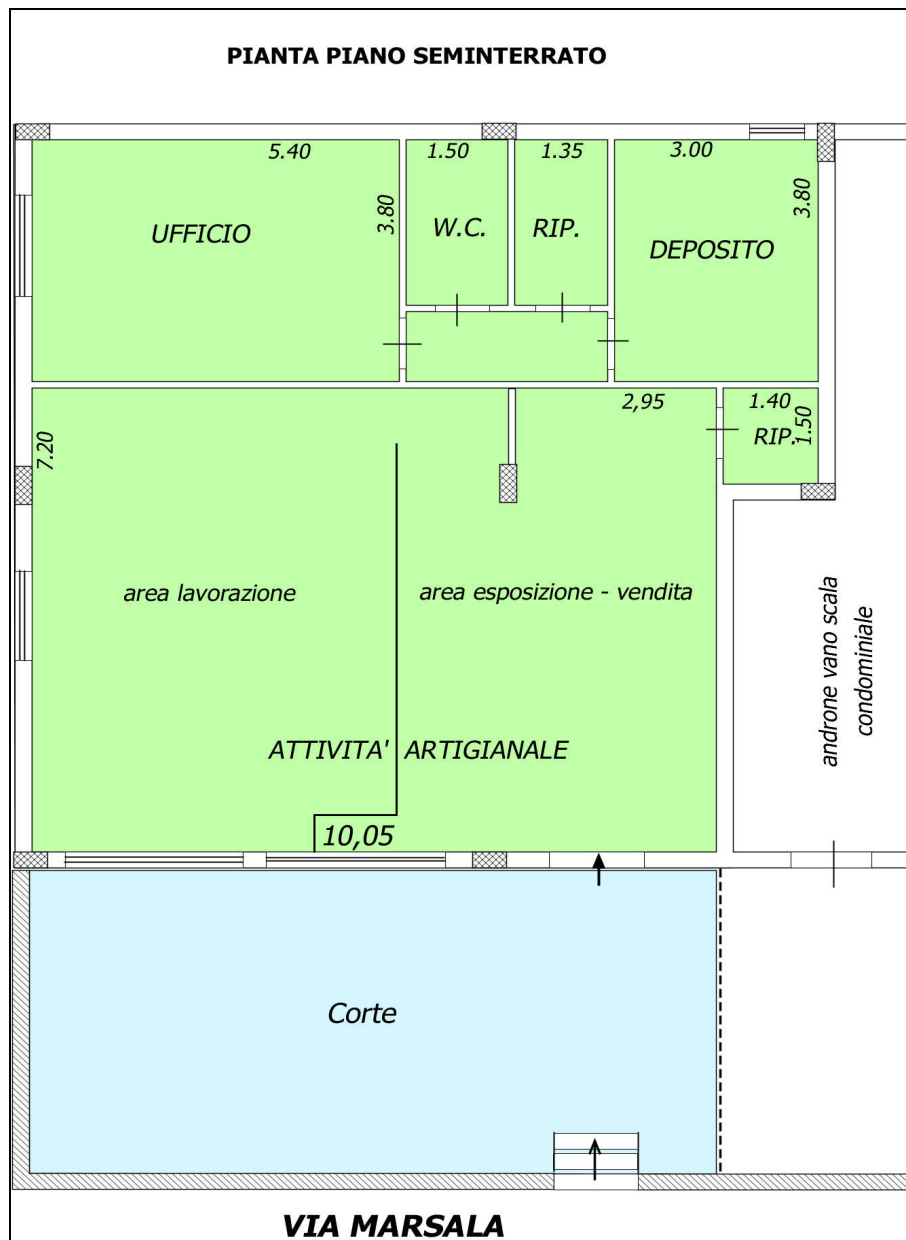 PIANTA PIANO SEMINTERRATO
5.40
1.50
1.35
3.00
3.80
3.80
UFFICIO
W.C.
RIP.
DEPOSITO
2,95
1.40
1.50
RIP.
7.20
area lavorazione
area esposizione - vendita
androne vano scala
condominiale
ATTIVITA' ARTIGIANALE
10,05
Corte
VIA MARSALA